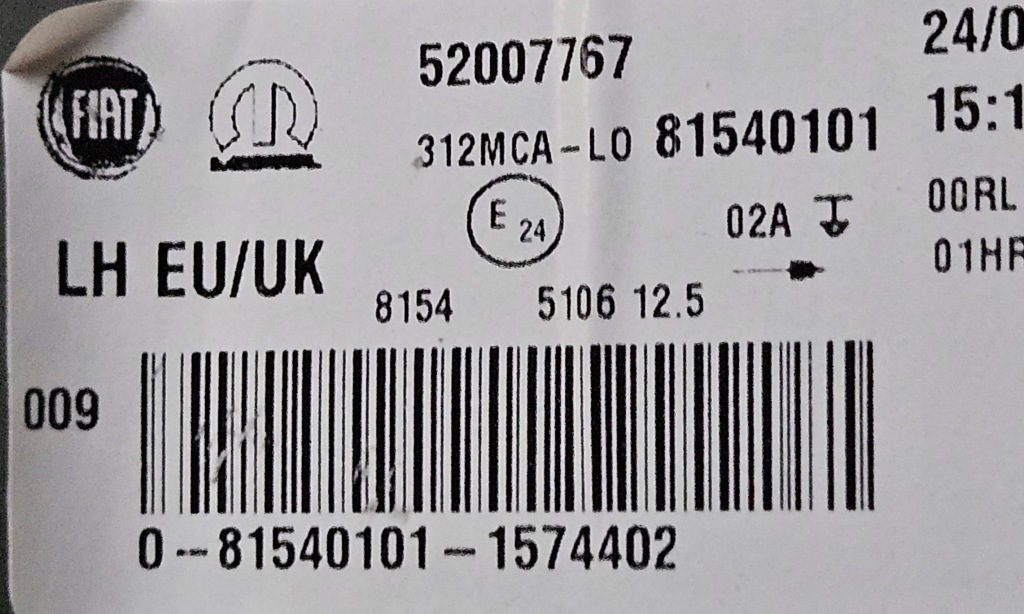 FIAT
52007767
24/0
312MCA-LO 81540101
15:1
E 24
02A
00RL
LH EU/UK
01HR
8154 5106 12.5
009
0--81540101-1574402